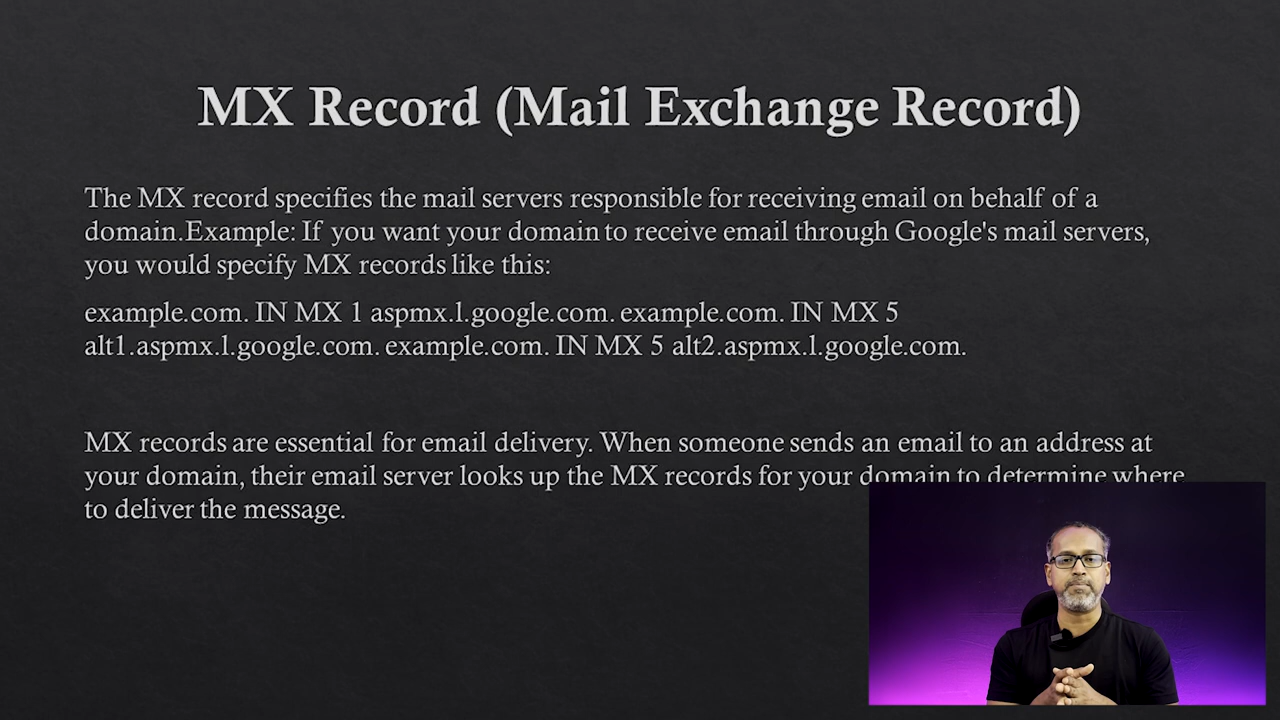 MX Record (Mail Exchange Record)
The MX record specifies the mail servers responsible for receiving email on behalf of a
domain.Example: If you want your domain to receive email through Google's mail servers,
you would specify MX records like this:
example.com. IN MX 1 aspmx.l.google.com. example.com. IN MX 5
alt1.aspmx.l.google.com. example.com. IN MX 5 alt2.aspmx.l.google.com.
MX records are essential for email delivery. When someone sends an email to an address at
your domain, their email server looks up the MX records for your domain to determine where
to deliver the message.